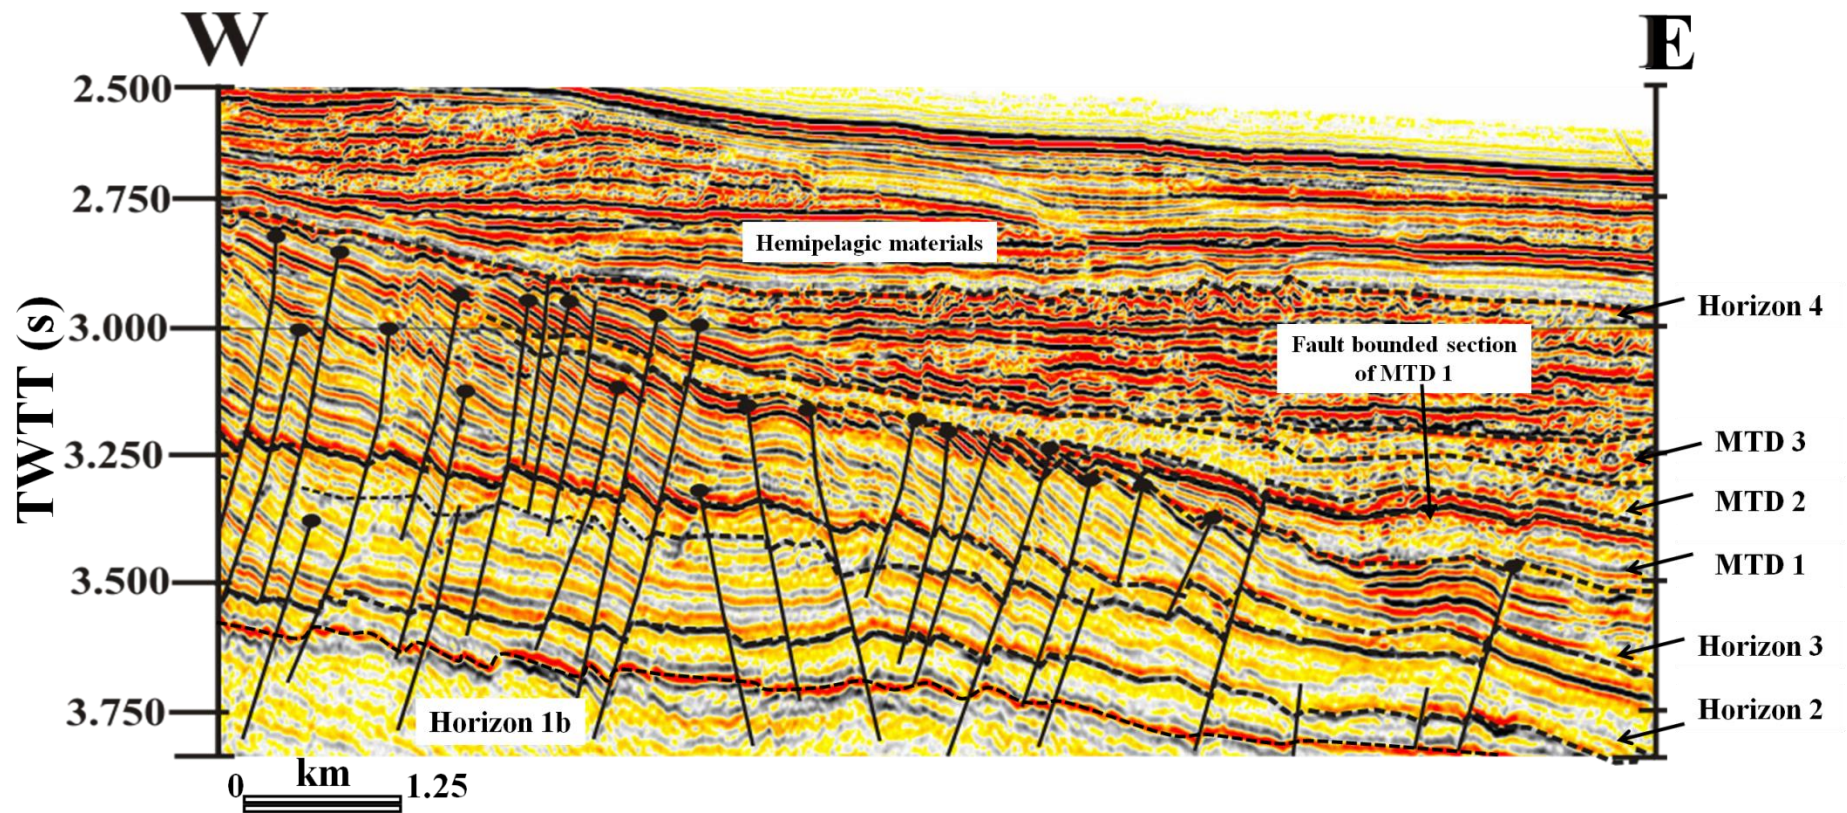 W
E
2.500
2.750
Hemipelagic materials
Horizon 4
3.000
Fault bounded section
of MTD 1
TWTT (s)
MTD 3
3.250
MTD 2
MTD 1
3.500
Horizon 3
3.750
Horizon 1b
Horizon 2
0 km 1.25